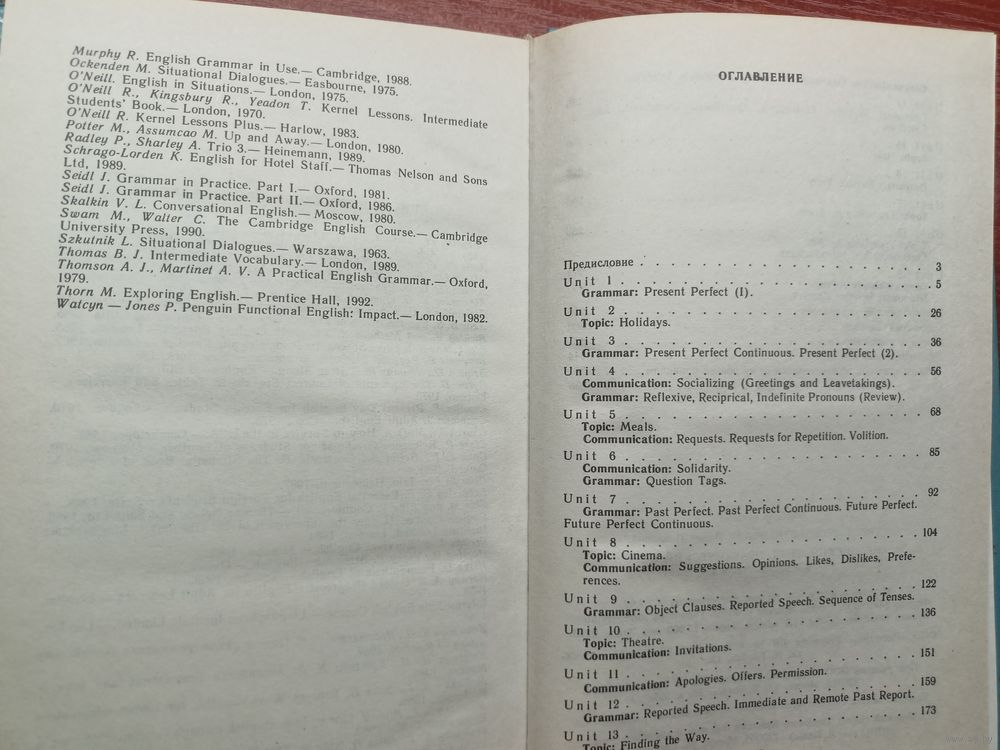 Murphy R. English Grammar in Use.— Cambridge, 1988.
Ockenden M. Situational Dialogues.— Easbourne, 1975.
O'Neill. English in Situations.— London, 1975.
O'Neill R., Kingsbury R., Yeadon T. Kernel Lessons. Intermediate
Students' Book.— London, 1970.
O'Neill R. Kernel Lessons Plus.— Harlow, 1983.
Potter M., Assumcao M. Up and Away.— London, 1980.
Radley P., Sharley A. Trio 3.— Heinemann, 1989.
Schrago-Lorden K. English for Hotel Staff.— Thomas Nelson and Sons
Ltd, 1989.
Seidl J. Grammar in Practice. Part I.— Oxford, 1981.
Seidl J. Grammar in Practice. Part II.— Oxford, 1986.
Skalkin V. L. Conversational English.— Moscow, 1980.
Swam M., Walter C. The Cambridge English Course.— Cambridge
University Press, 1990.
Szkutnik L. Situational Dialogues.— Warszawa, 1963.
Thomas B. J. Intermediate Vocabulary.— London, 1989.
Thomson A. J., Martinet A. V. A Practical English Grammar.— Oxford,
1979.
Thorn M. Exploring English.— Prentice Hall, 1992.
Watcyn — Jones P. Penguin Functional English: Impact.— London, 1982.
ОГЛАВЛЕНИЕ
Предисловие . . . . . . . . . . . . . . . . 3
Unit 1 . . . . . . . . . . . . . . . . 5
Grammar: Present Perfect (1).
Unit 2 . . . . . . . . . . . . . . . . 26
Topic: Holidays.
Unit 3 . . . . . . . . . . . . . . . . 36
Grammar: Present Perfect Continuous. Present Perfect (2).
Unit 4 . . . . . . . . . . . . . . . . 56
Communication: Socializing (Greetings and Leavetakings).
Grammar: Reflexive, Reciprical, Indefinite Pronouns (Review).
Unit 5 . . . . . . . . . . . . . . . . 68
Topic: Meals.
Communication: Requests. Requests for Repetition. Volition.
Unit 6 . . . . . . . . . . . . . . . . 85
Communication: Solidarity.
Grammar: Question Tags.
Unit 7 . . . . . . . . . . . . . . . . 92
Grammar: Past Perfect. Past Perfect Continuous. Future Perfect.
Future Perfect Continuous.
Unit 8 . . . . . . . . . . . . . . . . 104
Topic: Cinema.
Communication: Suggestions. Opinions. Likes, Dislikes, Prefe-
rences.
Unit 9 . . . . . . . . . . . . . . . . 122
Grammar: Object Clauses. Reported Speech. Sequence of Tenses.
Unit 10 . . . . . . . . . . . . . . . . 136
Topic: Theatre.
Communication: Invitations.
Unit 11 . . . . . . . . . . . . . . . . 151
Communication: Apologies. Offers. Permission.
Unit 12 . . . . . . . . . . . . . . . . 159
Grammar: Reported Speech. Immediate and Remote Past Report.
Unit 13 . . . . . . . . . . . . . . . . 173
Topic: Finding the Way.